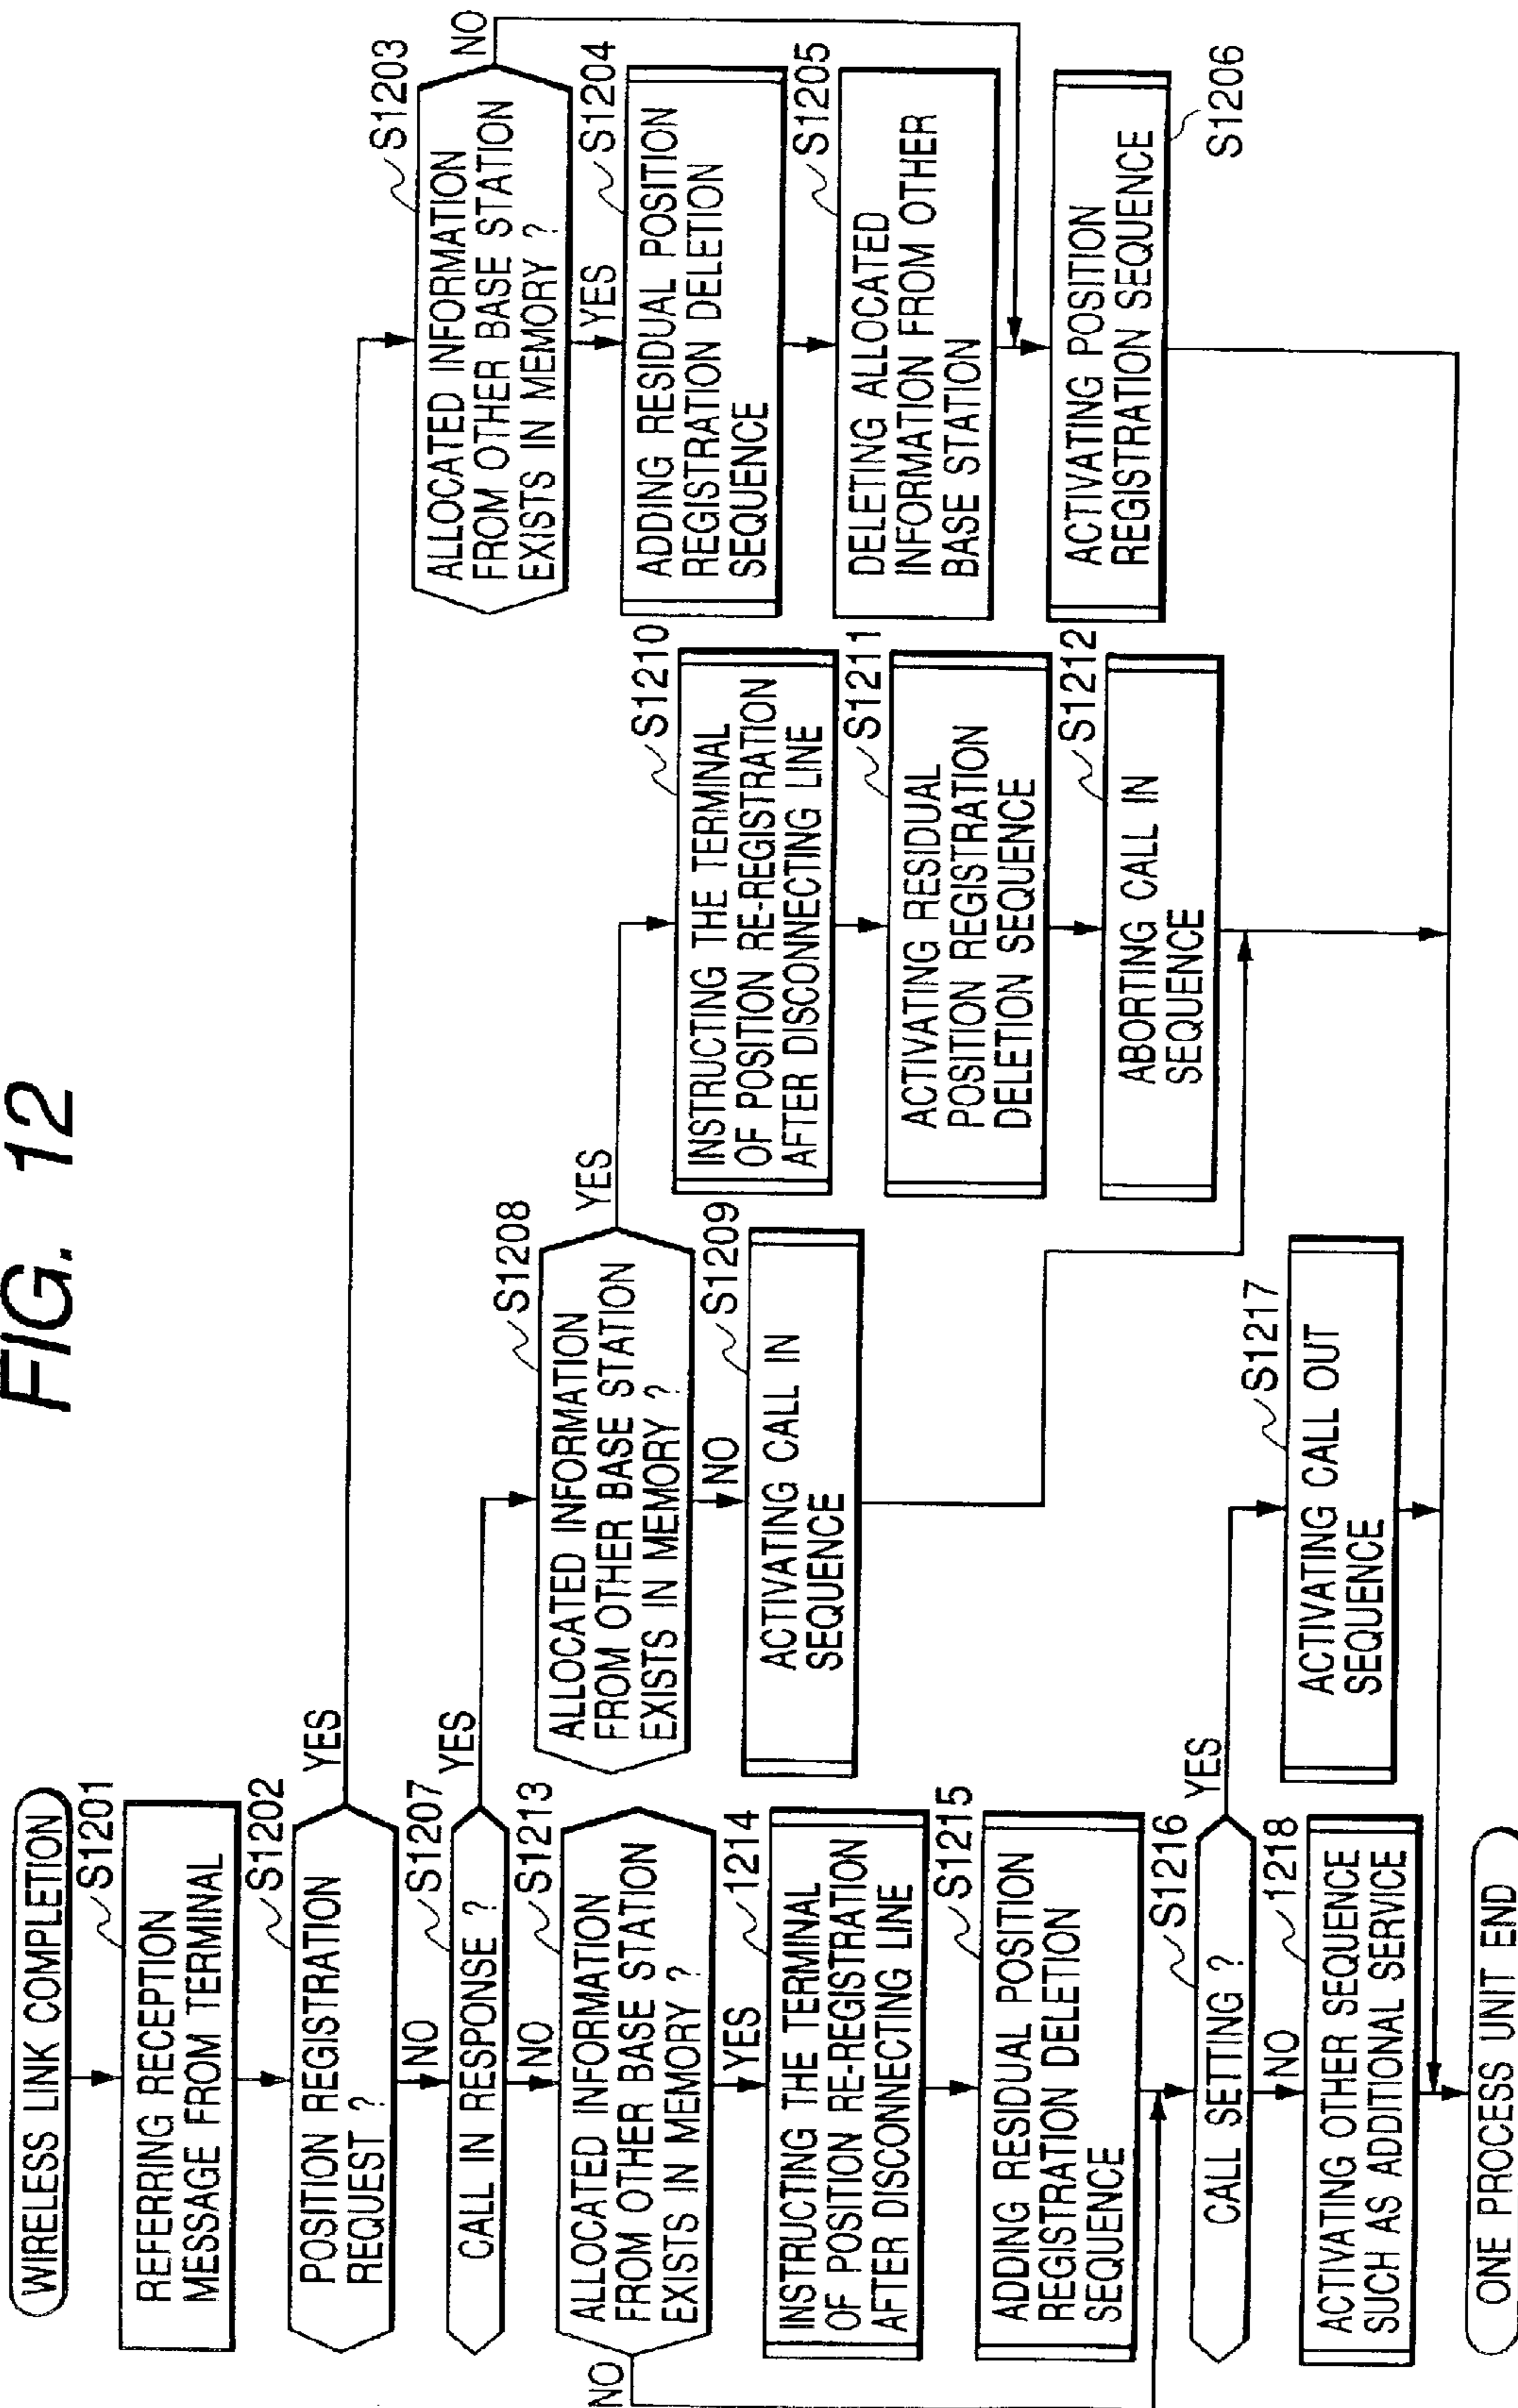 FIG. 12
WIRELESS LINK COMPLETION
S1201
REFERRING RECEPTION
MESSAGE FROM TERMINAL
S1202
POSITION REGISTRATION
REQUEST ?
YES
NO
S1203
ALLOCATED INFORMATION
FROM OTHER BASE STATION
EXISTS IN MEMORY ?
NO
YES
S1204
ADDING RESIDUAL POSITION
REGISTRATION DELETION
SEQUENCE
S1205
DELETING ALLOCATED
INFORMATION FROM OTHER
BASE STATION
ACTIVATING POSITION
REGISTRATION SEQUENCE
S1206
S1207
CALL IN RESPONSE ?
YES
NO
S1208
ALLOCATED INFORMATION
FROM OTHER BASE STATION
EXISTS IN MEMORY ?
YES
NO
S1209
ACTIVATING CALL IN
SEQUENCE
S1210
INSTRUCTING THE TERMINAL
OF POSITION RE-REGISTRATION
AFTER DISCONNECTING LINE
S1211
ACTIVATING RESIDUAL
POSITION REGISTRATION
DELETION SEQUENCE
S1212
ABORTING CALL IN
SEQUENCE
S1213
ALLOCATED INFORMATION
FROM OTHER BASE STATION
EXISTS IN MEMORY ?
NO
YES
1214
INSTRUCTING THE TERMINAL
OF POSITION RE-REGISTRATION
AFTER DISCONNECTING LINE
S1215
ADDING RESIDUAL POSITION
REGISTRATION DELETION
SEQUENCE
S1216
CALL SETTING ?
YES
NO
S1217
ACTIVATING CALL OUT
SEQUENCE
1218
ACTIVATING OTHER SEQUENCE
SUCH AS ADDITIONAL SERVICE
ONE PROCESS UNIT END